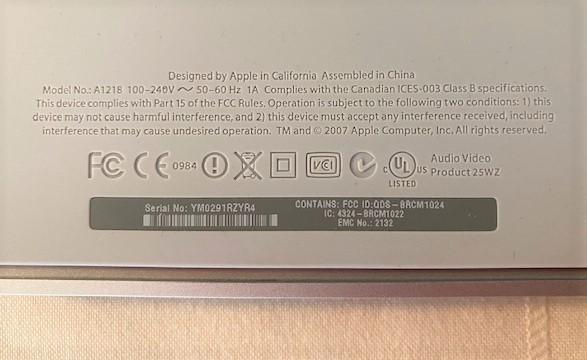 Designed by Apple in California Assembled in China
Model No.: A1218 100–240V ~ 50–60 Hz 1A Complies with the Canadian ICES-003 Class B specifications.
This device complies with Part 15 of the FCC Rules. Operation is subject to the following two conditions: 1) this
device may not cause harmful interference, and 2) this device must accept any interference received, including
interference that may cause undesired operation. TM and © 2007 Apple Computer, Inc. All rights reserved.
FC CE 0984 VCI c UL US LISTED Audio Video
Product 25WZ
Serial No: YM0291RZYR4
CONTAINS: FCC ID:QDS-BRCM1024
IC: 4324-BRCM1022
EMC No.: 2132